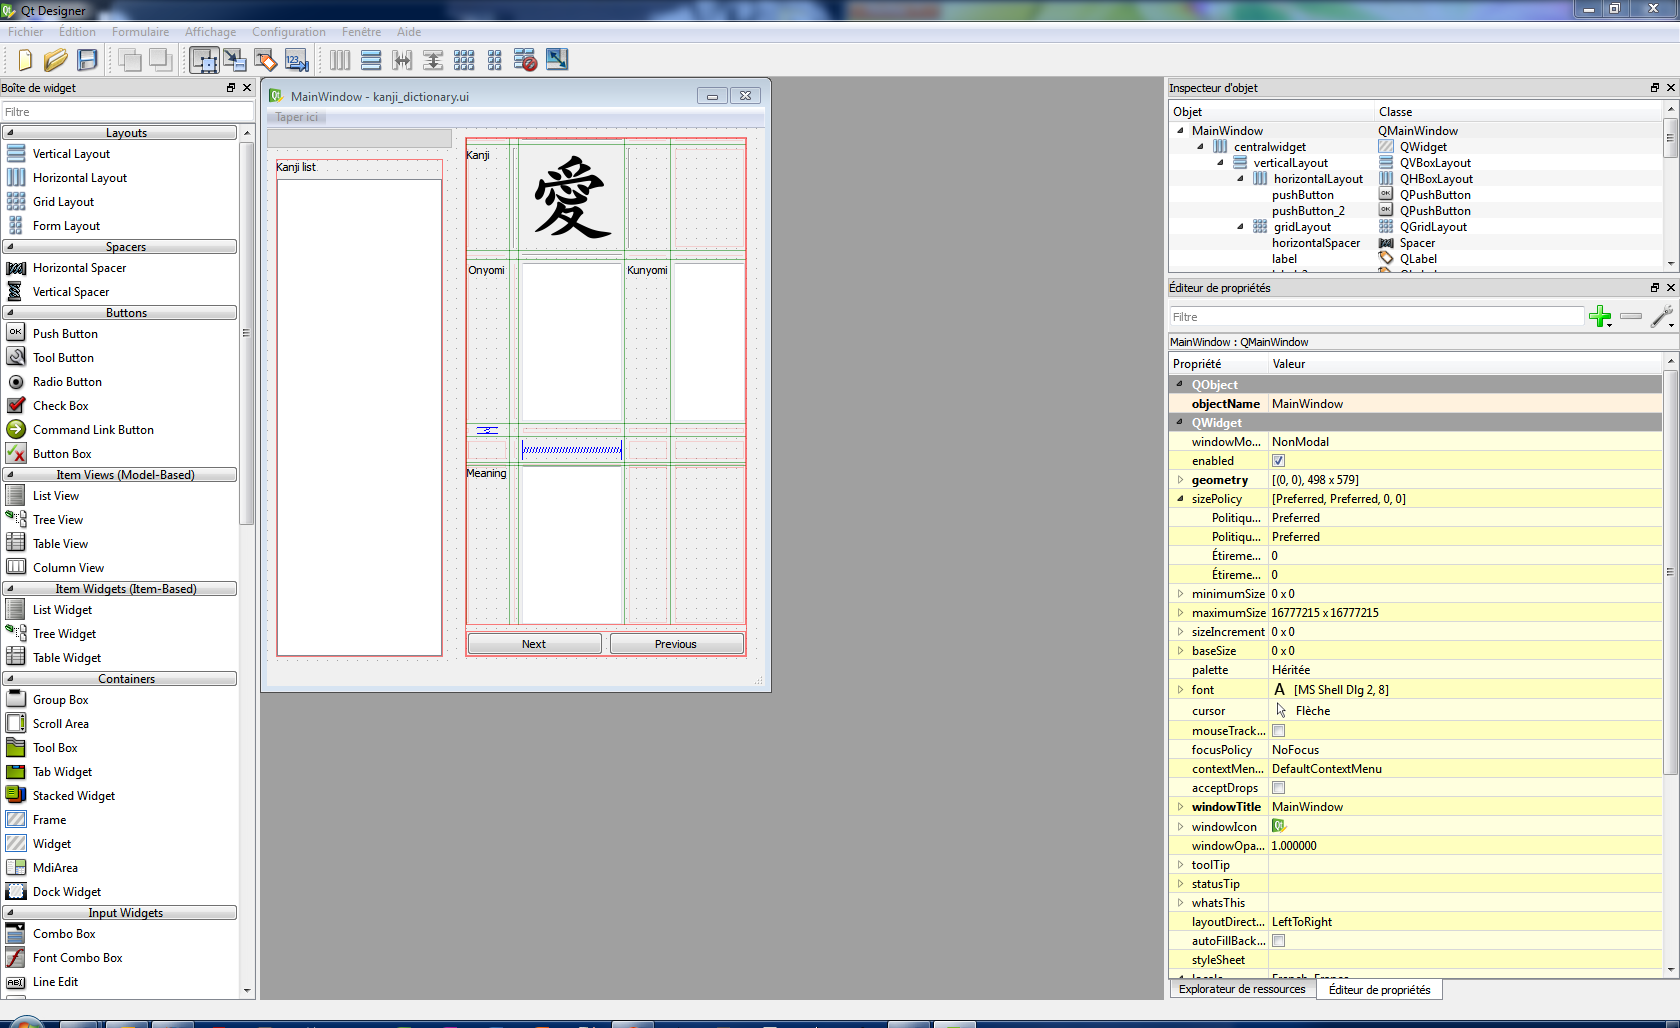 Qt Designer
Fichier Édition Formulaire Affichage Configuration Fenêtre Aide
Boîte de widget
Filtre
Layouts
Vertical Layout
Horizontal Layout
Grid Layout
Form Layout
Spacers
Horizontal Spacer
Vertical Spacer
Buttons
Push Button
Tool Button
Radio Button
Check Box
Command Link Button
Button Box
Item Views (Model-Based)
List View
Tree View
Table View
Column View
Item Widgets (Item-Based)
List Widget
Tree Widget
Table Widget
Containers
Group Box
Scroll Area
Tool Box
Tab Widget
Stacked Widget
Frame
Widget
MdiArea
Dock Widget
Input Widgets
Combo Box
Font Combo Box
Line Edit
MainWindow - kanji_dictionary.ui
Taper ici
Kanji list
Kanji
愛
Onyomi
Kunyomi
Meaning
Next
Previous
Inspecteur d'objet
Objet Classe
MainWindow QMainWindow
centralwidget QWidget
verticalLayout QVBoxLayout
horizontalLayout QHBoxLayout
pushButton QPushButton
pushButton_2 QPushButton
gridLayout QGridLayout
horizontalSpacer Spacer
label QLabel
Éditeur de propriétés
Filtre
MainWindow : QMainWindow
Propriété Valeur
QObject
objectName MainWindow
QWidget
windowMo... NonModal
enabled
geometry [(0, 0), 498 x 579]
sizePolicy [Preferred, Preferred, 0, 0]
Politiqu... Preferred
Politiqu... Preferred
Étireme... 0
Étireme... 0
minimumSize 0 x 0
maximumSize 16777215 x 16777215
sizeIncrement 0 x 0
baseSize 0 x 0
palette Héritée
font A [MS Shell Dlg 2, 8]
cursor Flèche
mouseTrack...
focusPolicy NoFocus
contextMen... DefaultContextMenu
acceptDrops
windowTitle MainWindow
windowIcon
windowOpa... 1.000000
toolTip
statusTip
whatsThis
layoutDirect... LeftToRight
autoFillBack...
styleSheet
Explorateur de ressources Éditeur de propriétés